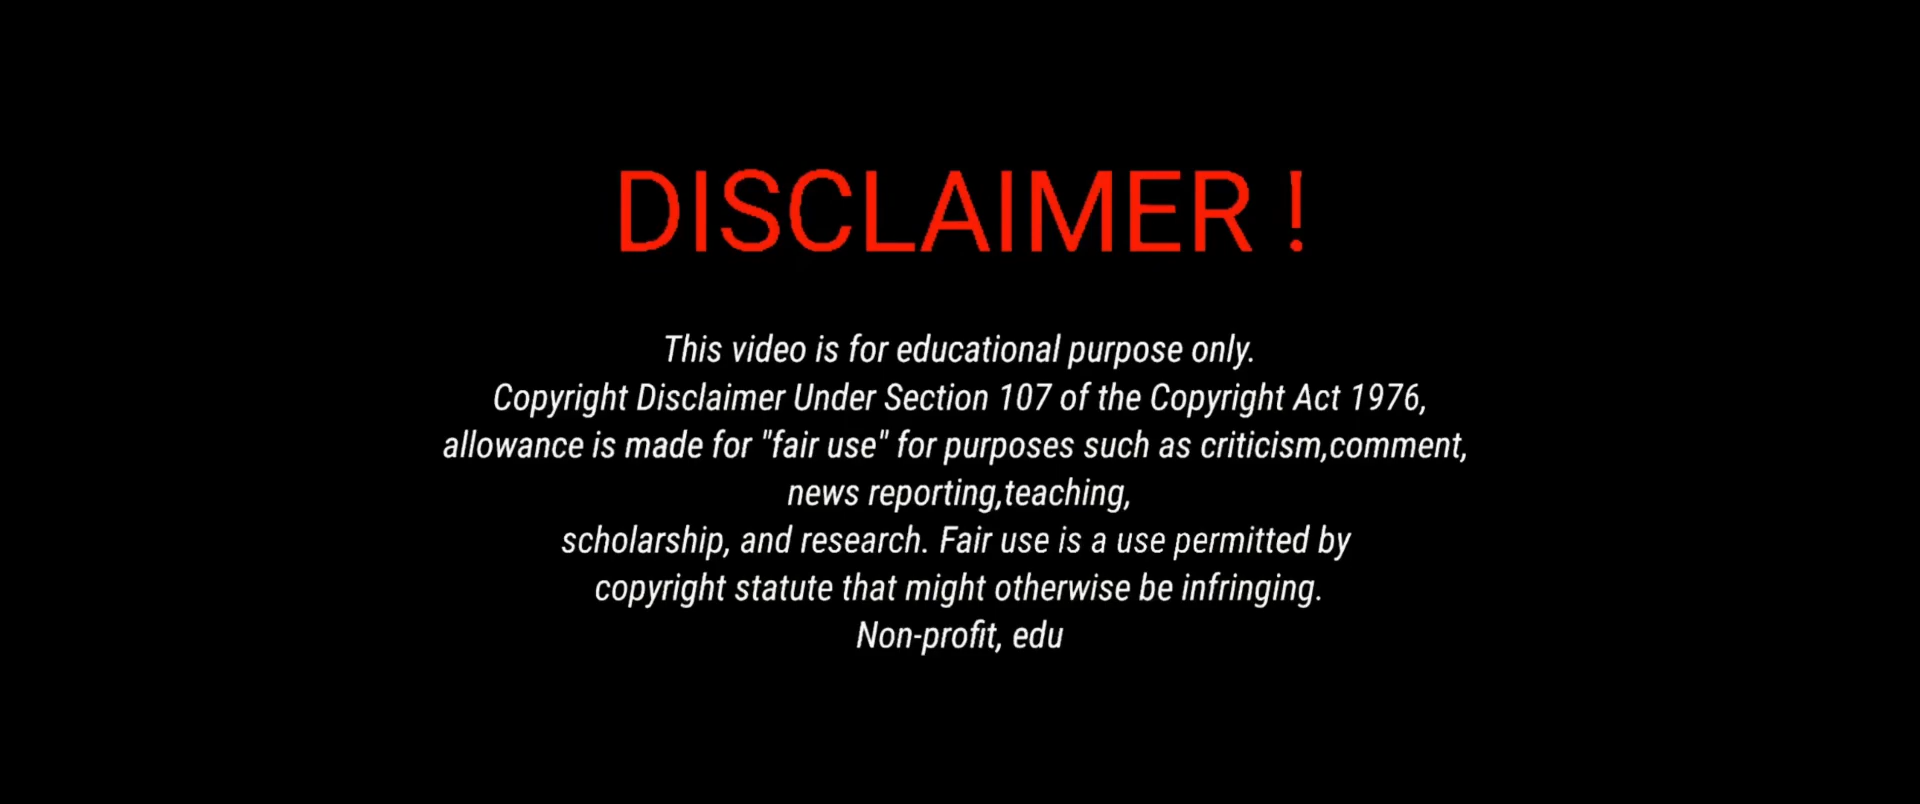 DISCLAIMER !
This video is for educational purpose only.
Copyright Disclaimer Under Section 107 of the Copyright Act 1976,
allowance is made for "fair use" for purposes such as criticism,comment,
news reporting,teaching,
scholarship, and research. Fair use is a use permitted by
copyright statute that might otherwise be infringing.
Non-profit, edu